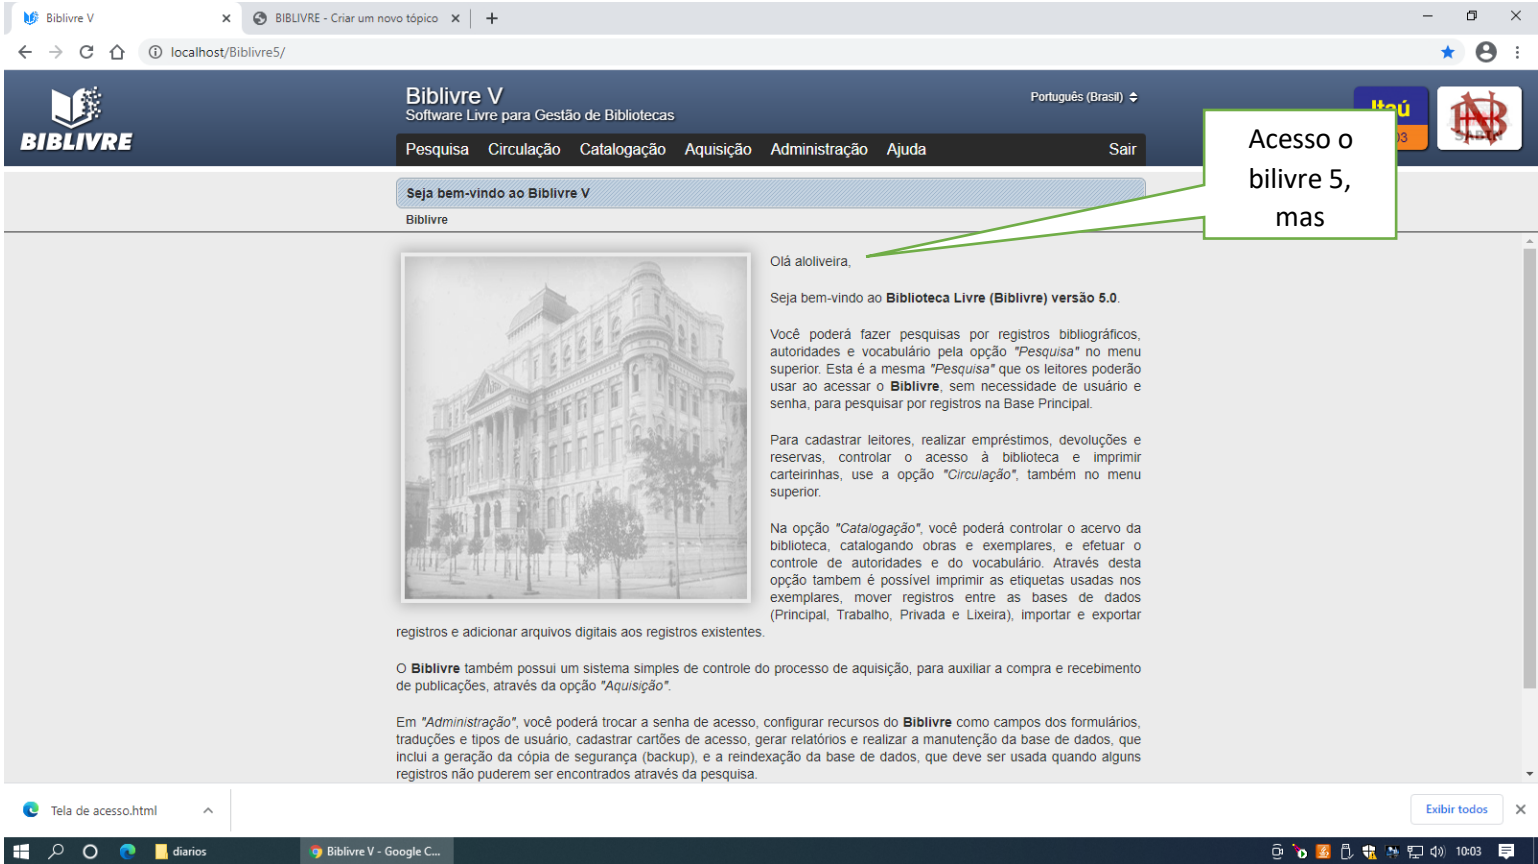 Biblivre V
BIBLIVRE - Criar um novo tópico
localhost/Biblivre5/
BIBLIVRE
Biblivre V
Software Livre para Gestão de Bibliotecas
Português (Brasil)
Itaú
Pesquisa Circulação Catalogação Aquisição Administração Ajuda Sair
SABIN
Acesso o
bilivre 5,
mas
Seja bem-vindo ao Biblivre V
Biblivre
Olá aloliveira,
Seja bem-vindo ao Biblioteca Livre (Biblivre) versão 5.0.
Você poderá fazer pesquisas por registros bibliográficos,
autoridades e vocabulário pela opção "Pesquisa" no menu
superior. Esta é a mesma "Pesquisa" que os leitores poderão
usar ao acessar o Biblivre, sem necessidade de usuário e
senha, para pesquisar por registros na Base Principal.
Para cadastrar leitores, realizar empréstimos, devoluções e
reservas, controlar o acesso à biblioteca e imprimir
carteirinhas, use a opção "Circulação", também no menu
superior.
Na opção "Catalogação", você poderá controlar o acervo da
biblioteca, catalogando obras e exemplares, e efetuar o
controle de autoridades e do vocabulário. Através desta
opção tambem é possível imprimir as etiquetas usadas nos
exemplares, mover registros entre as bases de dados
(Principal, Trabalho, Privada e Lixeira), importar e exportar
registros e adicionar arquivos digitais aos registros existentes.
O Biblivre também possui um sistema simples de controle do processo de aquisição, para auxiliar a compra e recebimento
de publicações, através da opção "Aquisição".
Em "Administração", você poderá trocar a senha de acesso, configurar recursos do Biblivre como campos dos formulários,
traduções e tipos de usuário, cadastrar cartões de acesso, gerar relatórios e realizar a manutenção da base de dados, que
inclui a geração da cópia de segurança (backup), e a reindexação da base de dados, que deve ser usada quando alguns
registros não puderem ser encontrados através da pesquisa.
Tela de acesso.html
Exibir todos
diarios
Biblivre V - Google C...
10:03